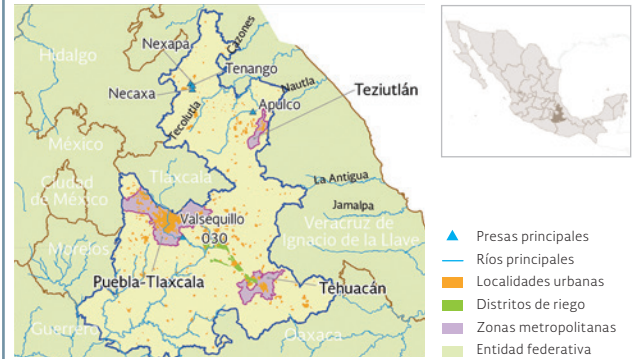 Hidalgo
Nexapa
Cazones
Tenango
Necaxa
Tecolutla
Nautla
Apulco
Teziutlán
México
Ciudad
de México
Tlaxcala
La Antigua
Jamalpa
Valsequillo
030
Veracruz de
Ignacio de la Llave
Morelos
Puebla-Tlaxcala
Tehuacán
Guerrero
Oaxaca
Presas principales
Ríos principales
Localidades urbanas
Distritos de riego
Zonas metropolitanas
Entidad federativa